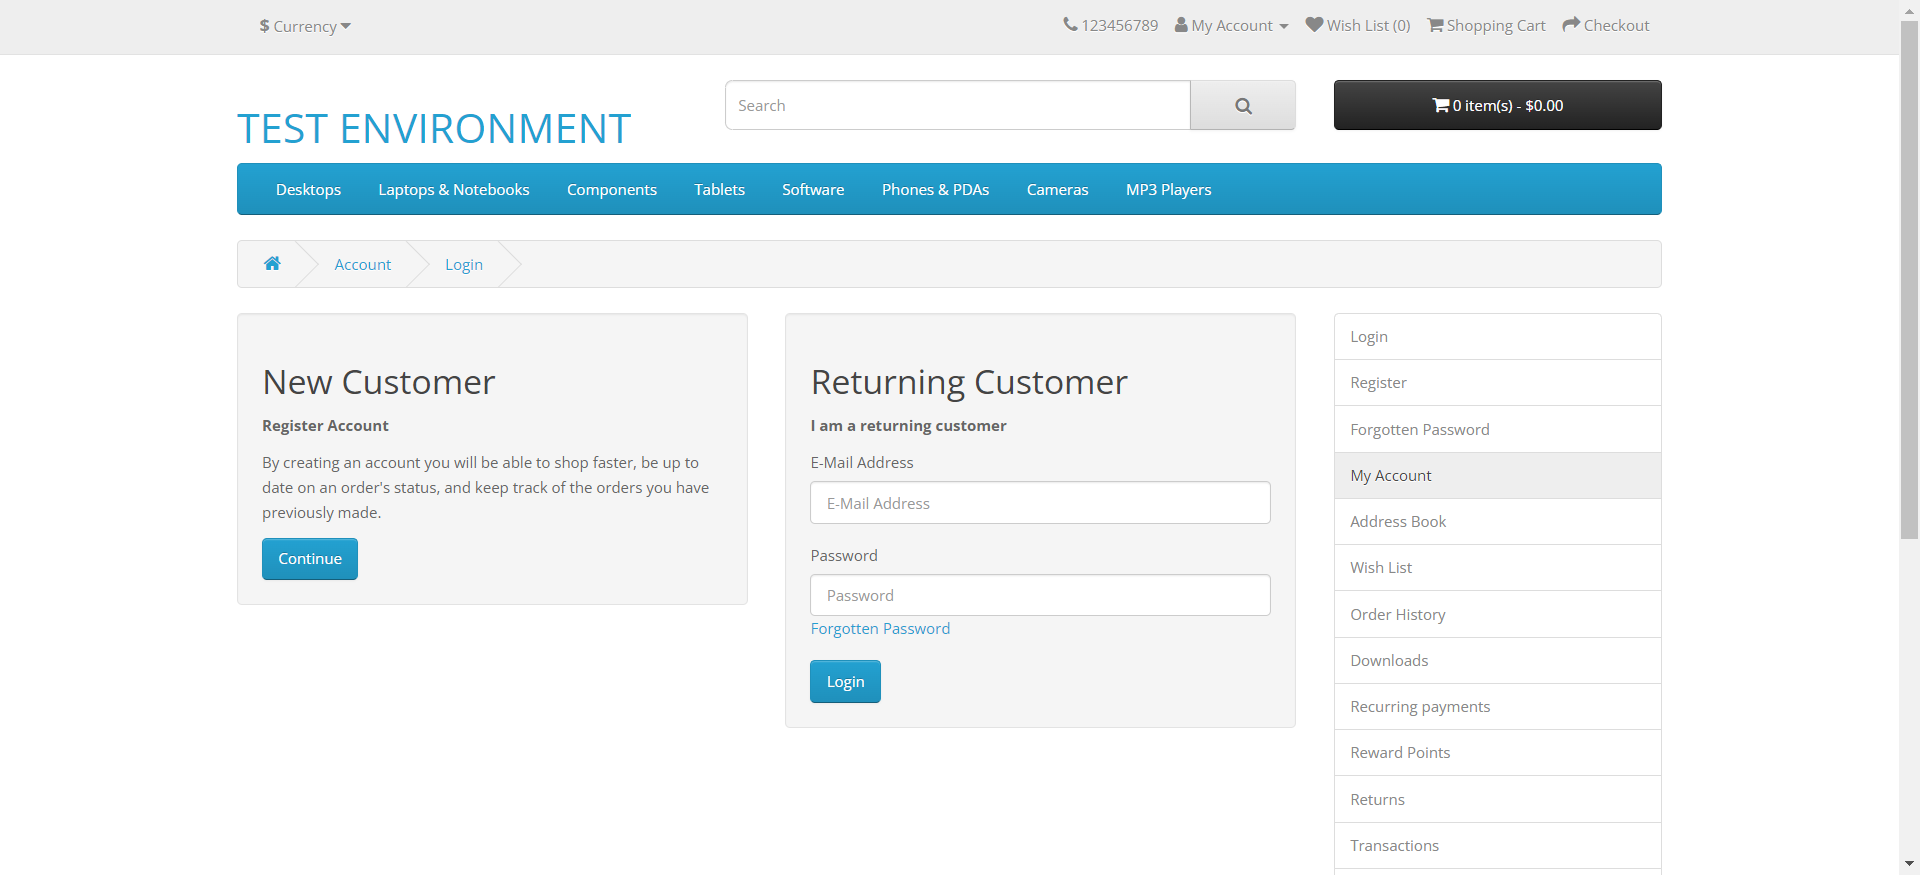 $ Currency
123456789 My Account Wish List (0) Shopping Cart Checkout
TEST ENVIRONMENT
Search
0 item(s) - $0.00
Desktops Laptops & Notebooks Components Tablets Software Phones & PDAs Cameras MP3 Players
Account Login
New Customer
Register Account
By creating an account you will be able to shop faster, be up to
date on an order's status, and keep track of the orders you have
previously made.
Continue
Returning Customer
I am a returning customer
E-Mail Address
E-Mail Address
Password
Password
Forgotten Password
Login
Login
Register
Forgotten Password
My Account
Address Book
Wish List
Order History
Downloads
Recurring payments
Reward Points
Returns
Transactions